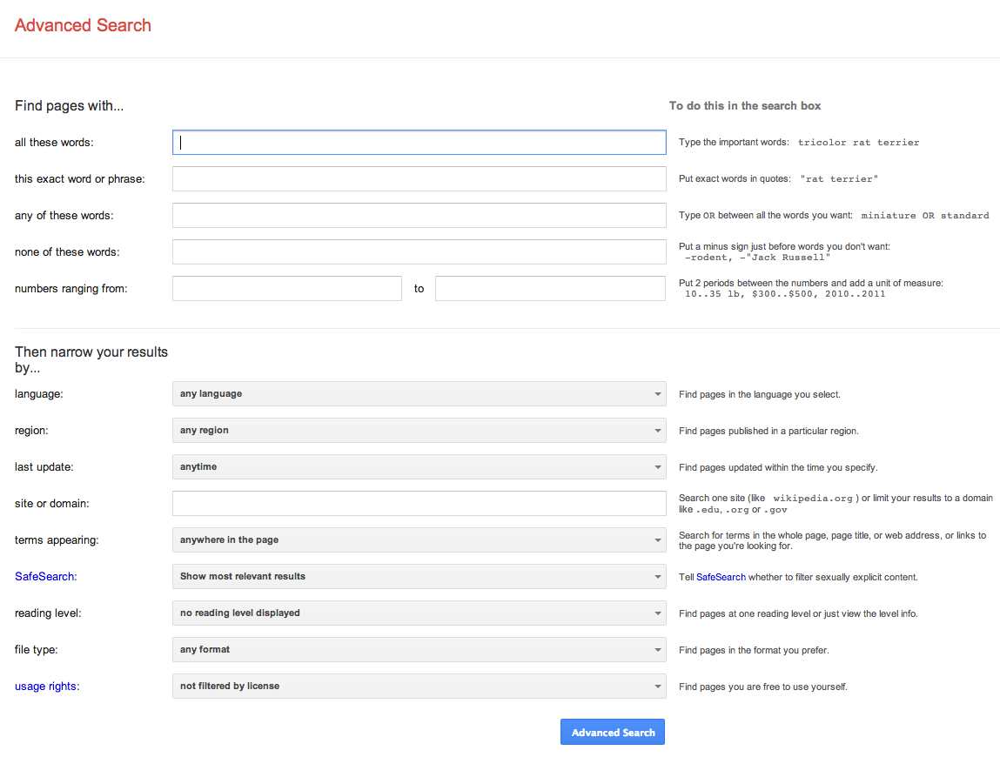 Advanced Search
Find pages with...
To do this in the search box
all these words:
Type the important words: tricolor rat terrier
this exact word or phrase:
Put exact words in quotes: "rat terrier"
any of these words:
Type OR between all the words you want: miniature OR standard
none of these words:
Put a minus sign just before words you don't want:
-rodent, -"Jack Russell"
numbers ranging from:
to
Put 2 periods between the numbers and add a unit of measure:
10..35 lb, $300..$500, 2010..2011
Then narrow your results
by...
language:
any language
Find pages in the language you select.
region:
any region
Find pages published in a particular region.
last update:
anytime
Find pages updated within the time you specify.
site or domain:
Search one site (like wikipedia.org ) or limit your results to a domain
like .edu, .org or .gov
terms appearing:
anywhere in the page
Search for terms in the whole page, page title, or web address, or links to
the page you're looking for.
SafeSearch:
Show most relevant results
Tell SafeSearch whether to filter sexually explicit content.
reading level:
no reading level displayed
Find pages at one reading level or just view the level info.
file type:
any format
Find pages in the format you prefer.
usage rights:
not filtered by license
Find pages you are free to use yourself.
Advanced Search